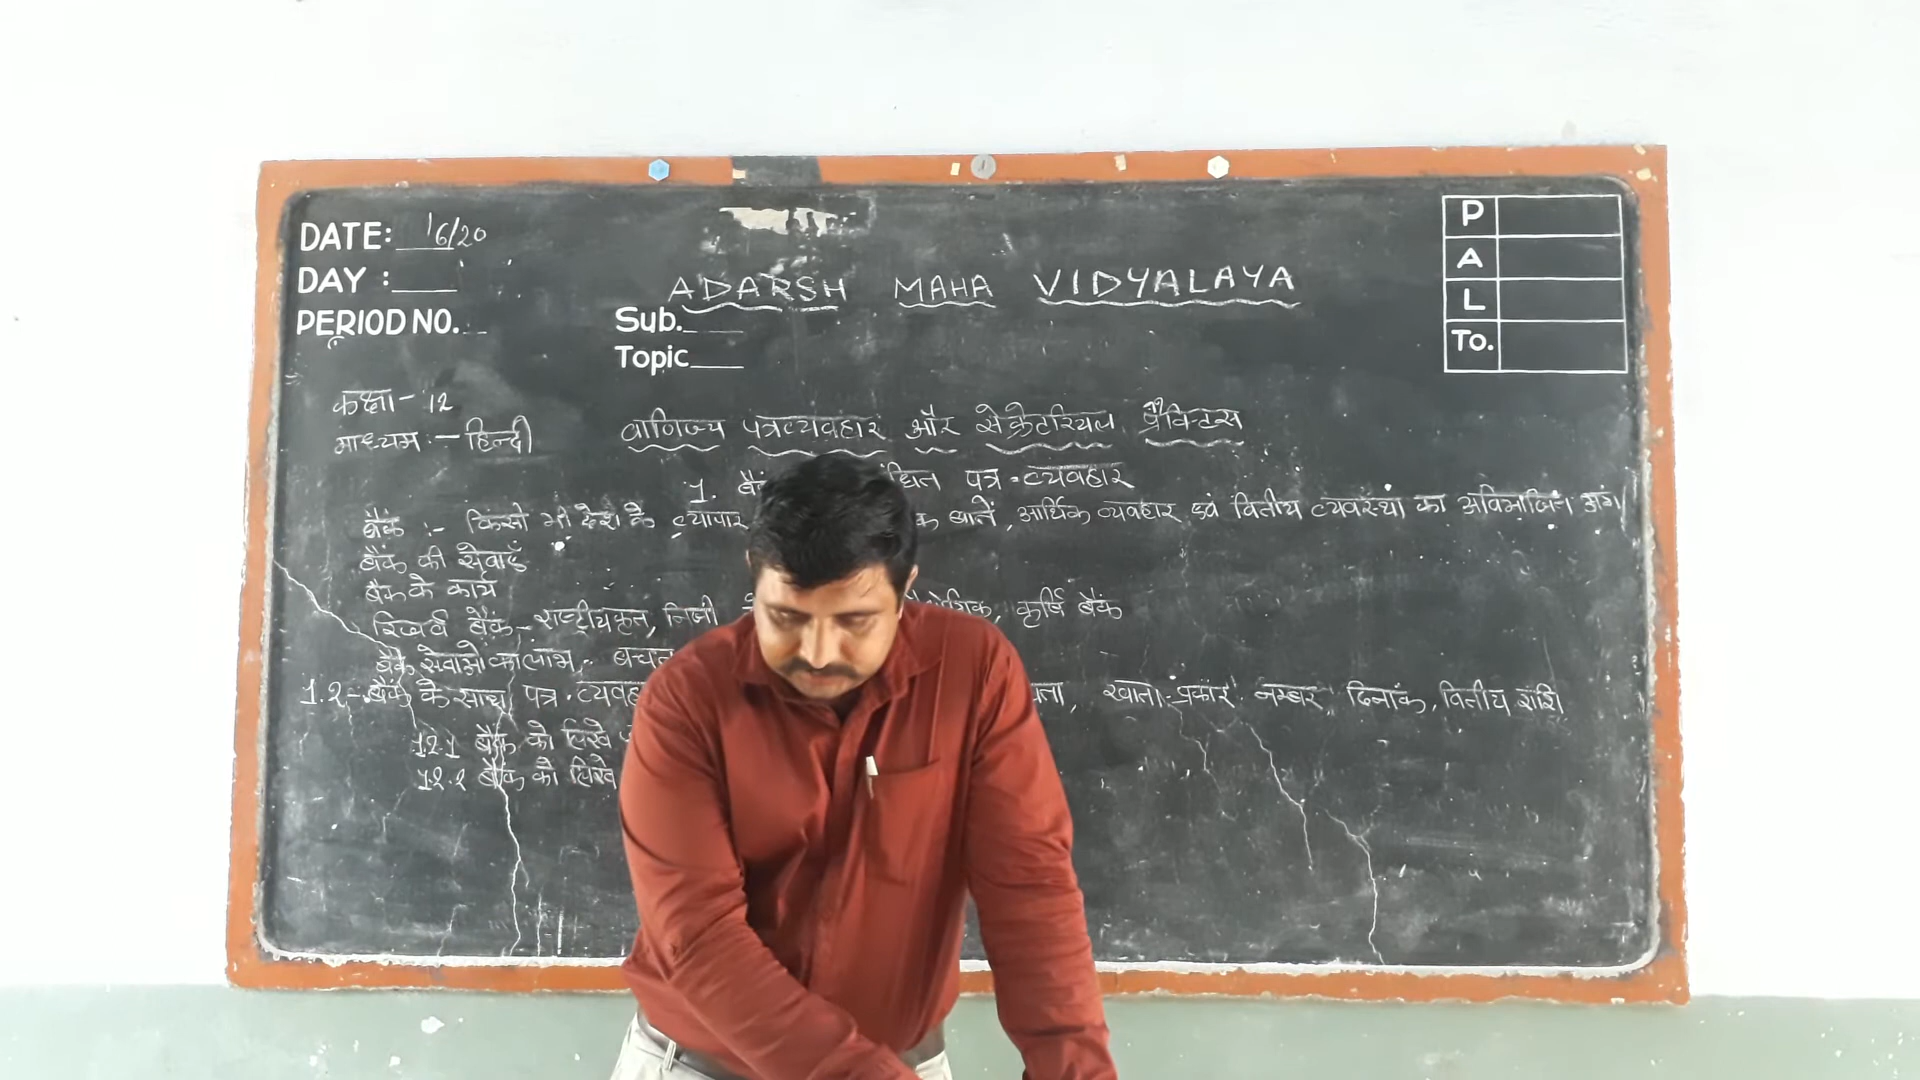 DATE: 16/20
DAY :
PERIOD NO.
ADARSH MAHA VIDYALAYA
Sub.
Topic
P
A
L
To.
कक्षा - 12
माध्यम :- हिन्दी
वाणिज्य पत्रव्यवहार और सेक्रेटरियल प्रैक्टिस
1. पत्र-व्यवहार
बैंक :- किसी भी देश के व्यापार आर्थिक व्यवहार एवं वित्तीय व्यवस्था का अविभाजित अंग
बैंक की सेवाएँ
बैंक के कार्य
रिजर्व बैंक - राष्ट्रीयकृत, निजी कृषि बैंक
बैंक सेवाओ का लाभ :-
1.2 - बैंक के साथ पत्र खाता प्रकार नम्बर, दिनांक, वित्तीय राशि
1.2.1 बैंक को लिखे
1.2.2 बैंक को लिखे